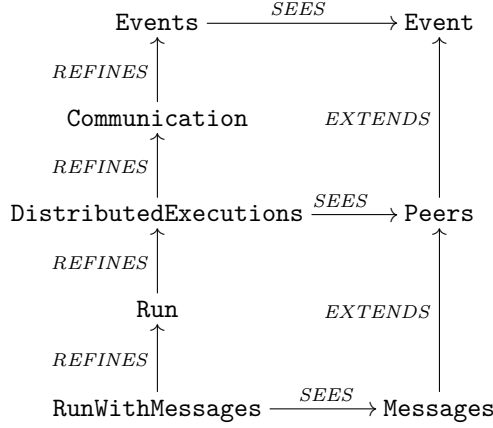 SEES
Events Event
REFINES
Communication EXTENDS
REFINES
SEES
DistributedExecutions Peers
REFINES
Run EXTENDS
REFINES
SEES
RunWithMessages Messages